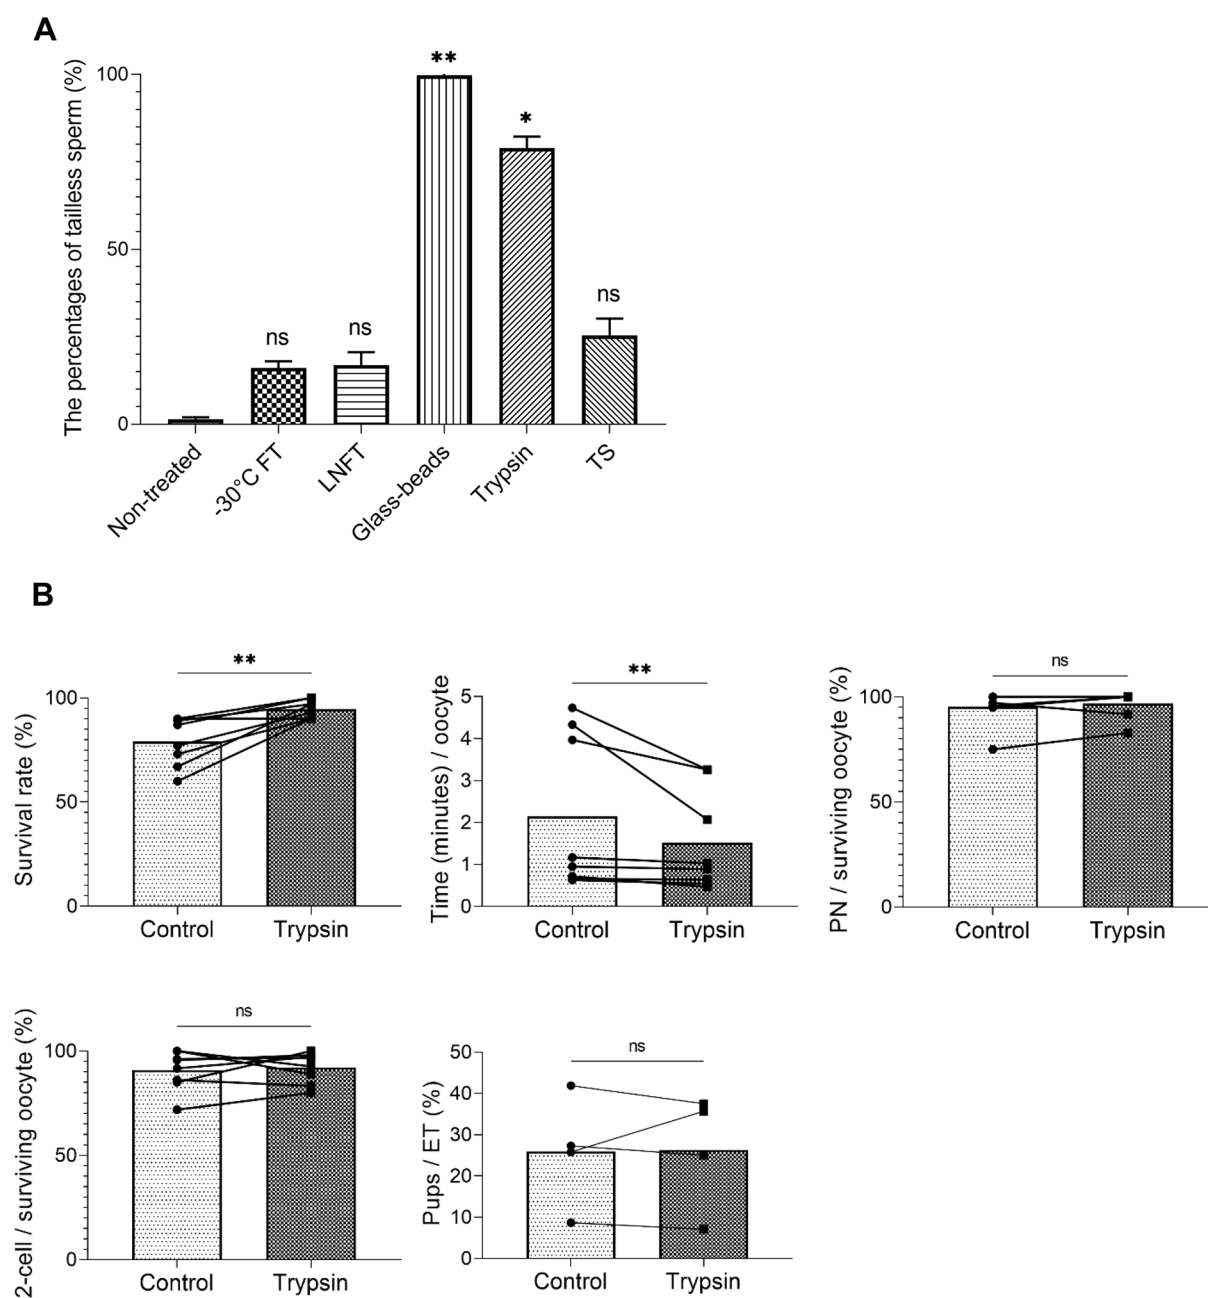 A
The percentages of tailless sperm (%)
100
50
0
ns
ns
**
*
ns
Non-treated
-30°C FT
LNFT
Glass-beads
Trypsin
TS
B
Survival rate (%)
100
50
0
**
Control
Trypsin
Time (minutes) / oocyte
5
4
3
2
1
0
**
Control
Trypsin
PN / surviving oocyte (%)
100
50
0
ns
Control
Trypsin
2-cell / surviving oocyte (%)
100
50
0
ns
Control
Trypsin
Pups / ET (%)
50
40
30
20
10
0
ns
Control
Trypsin